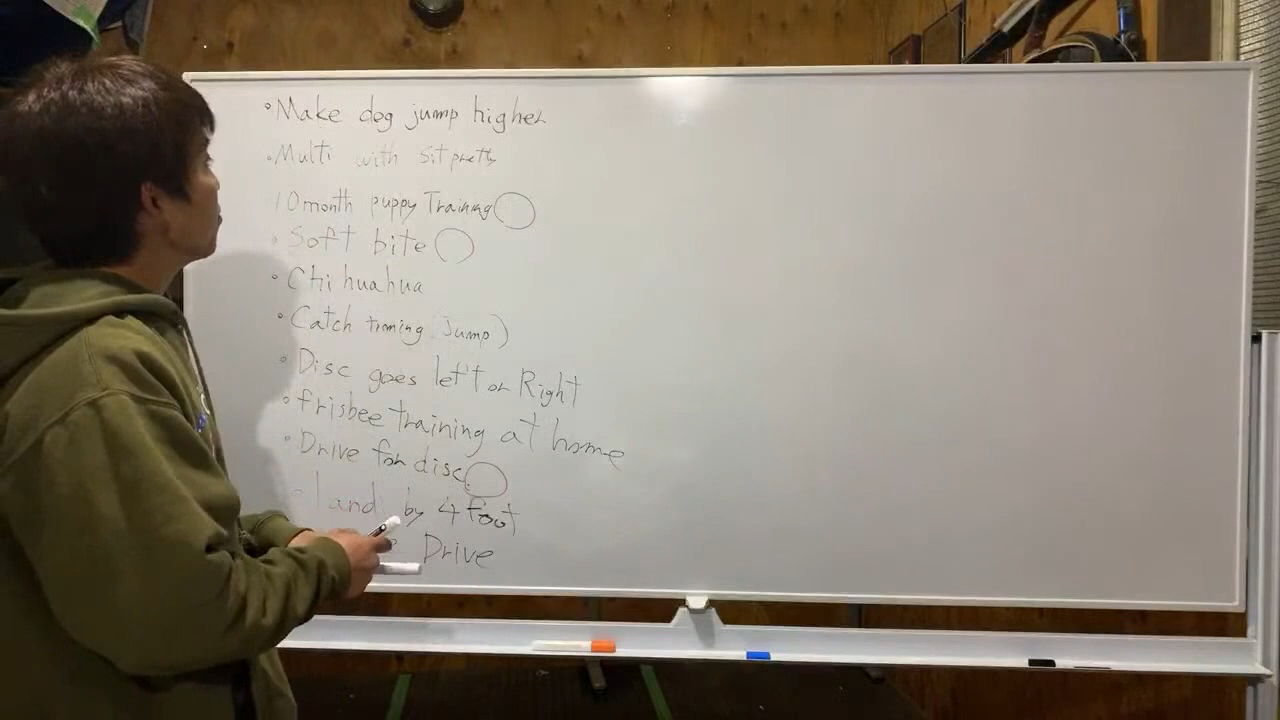 Make dog jump higher
Multi with Sit pretty
10 month puppy Training
Soft bite
Chihuahua
Catch timing (jump)
Disc goes left or Right
frisbee training at home
Drive for disc
land by 4 foot
Drive